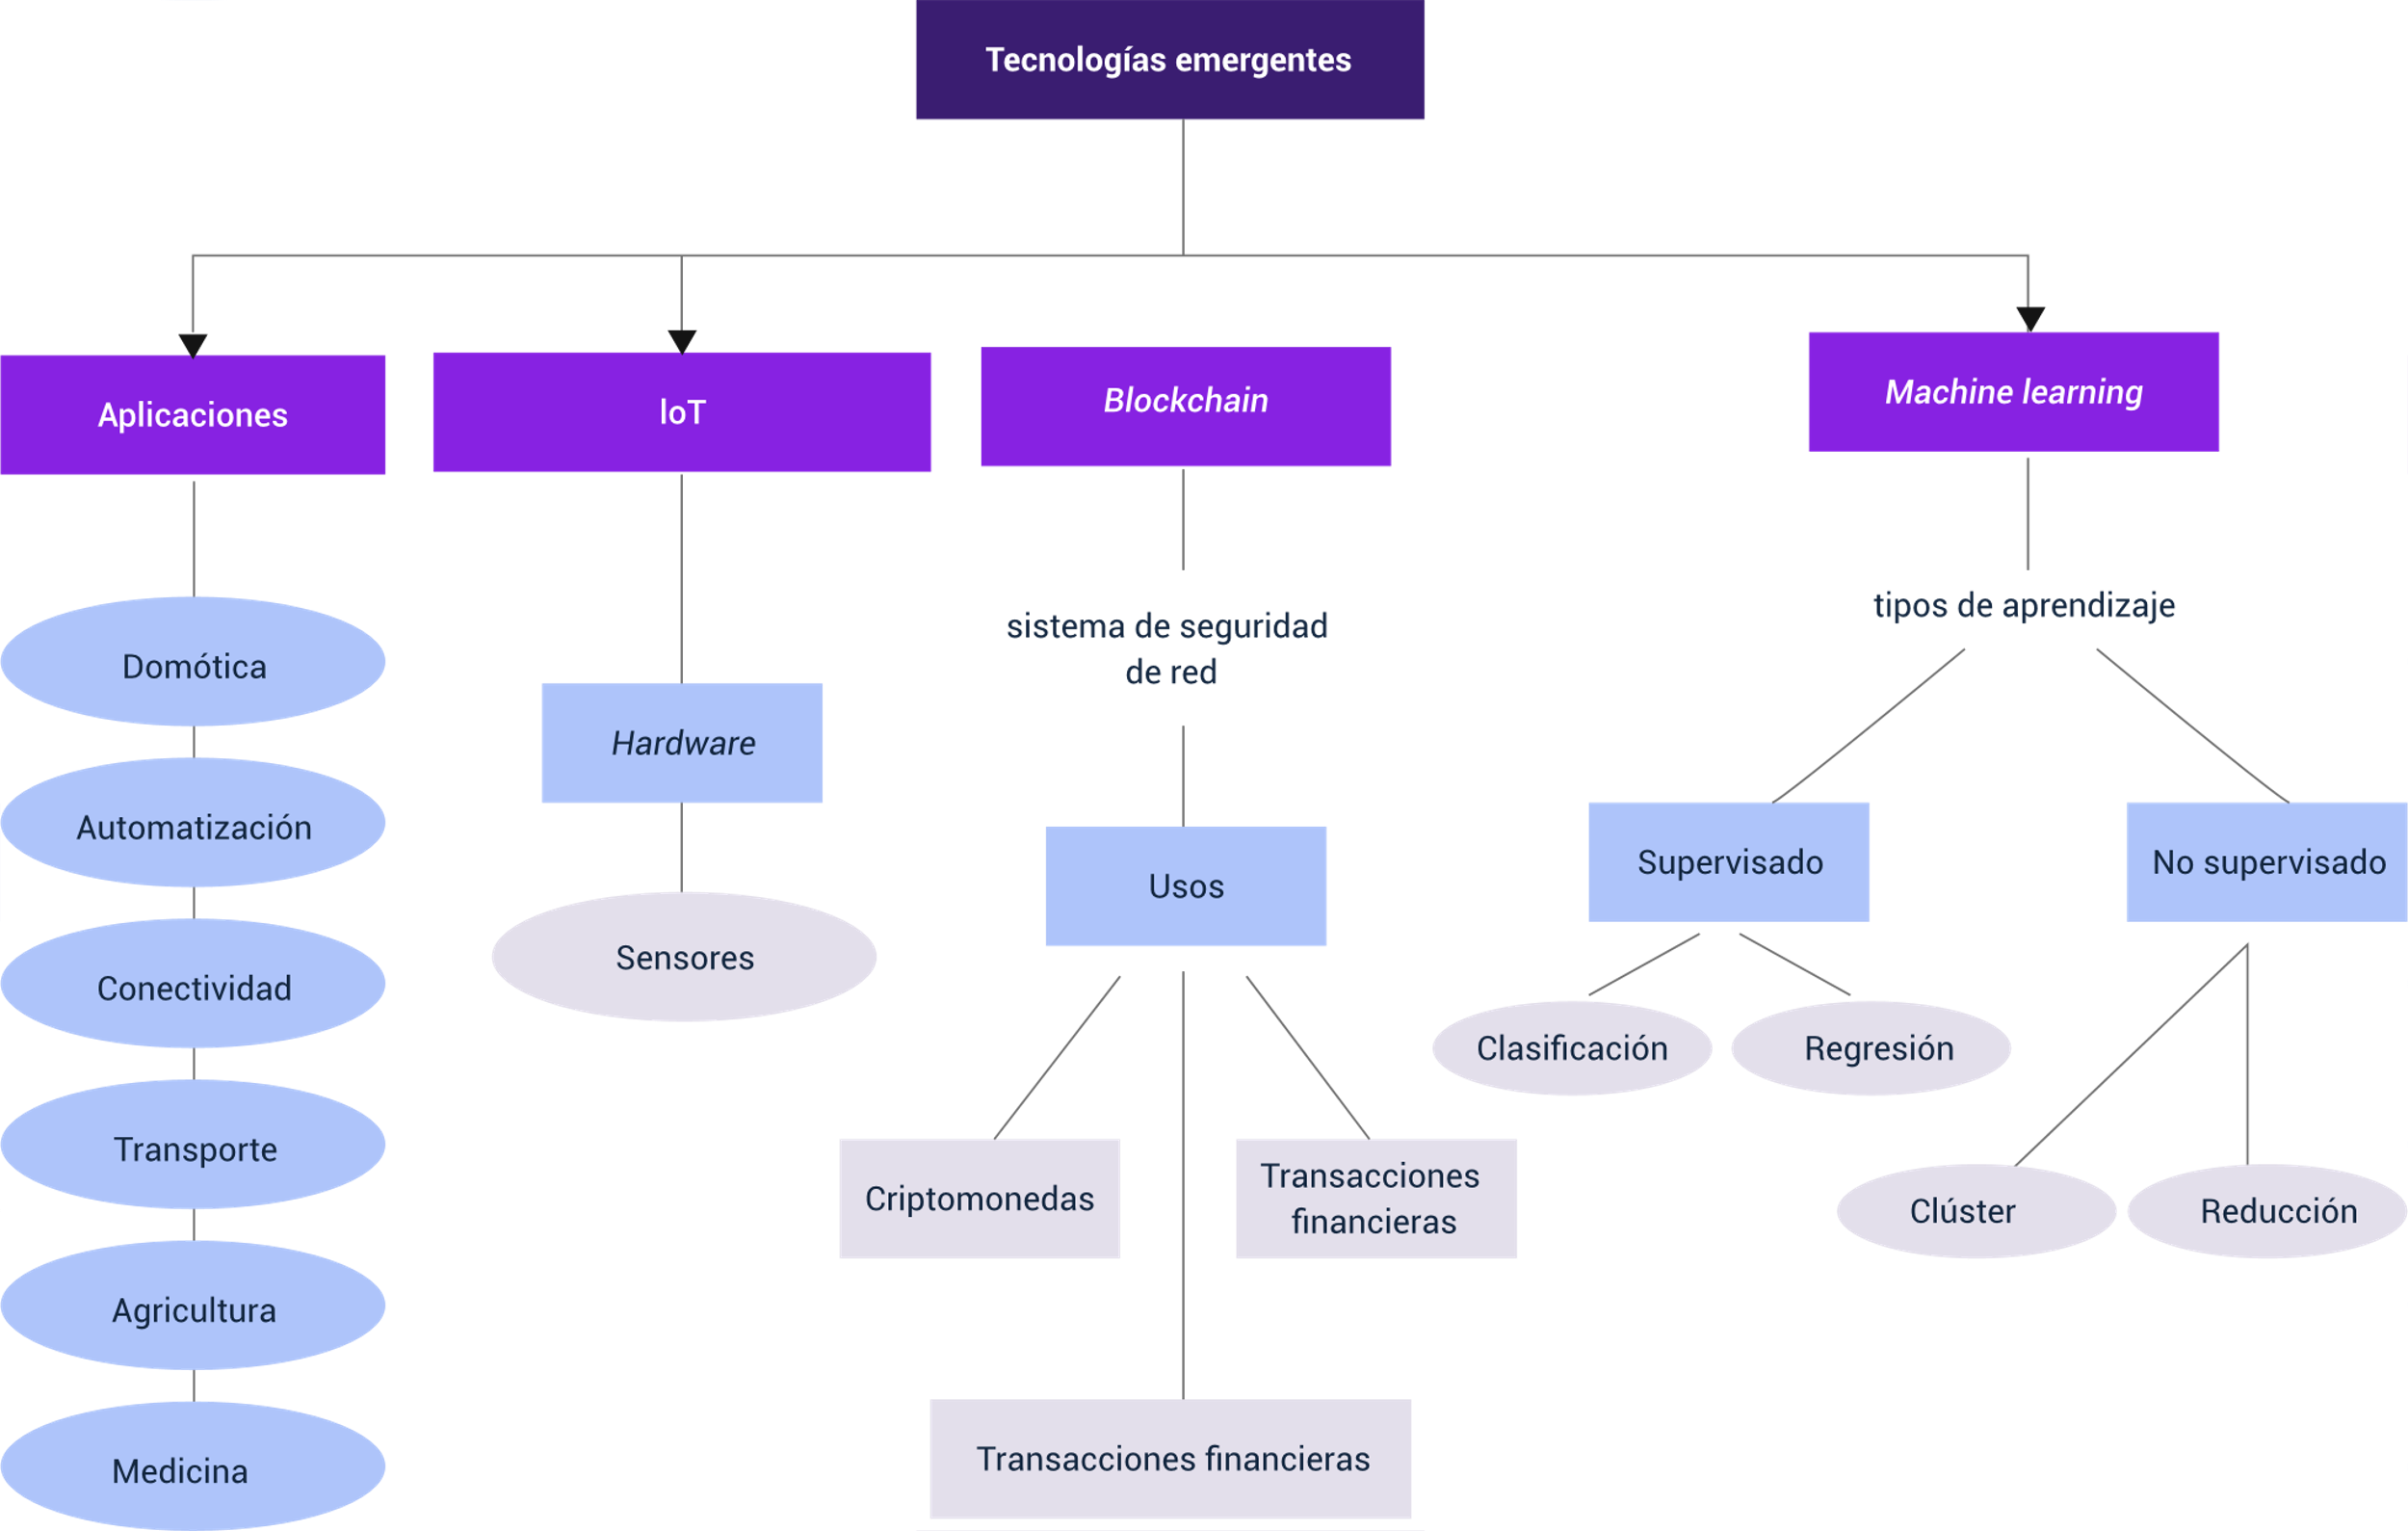 Tecnologías emergentes
Aplicaciones
IoT
Blockchain
Machine learning
Domótica
Automatización
Conectividad
Transporte
Agricultura
Medicina
Hardware
Sensores
sistema de seguridad
de red
Usos
Criptomonedas
Transacciones
financieras
Transacciones financieras
tipos de aprendizaje
Supervisado
No supervisado
Clasificación
Regresión
Clúster
Reducción